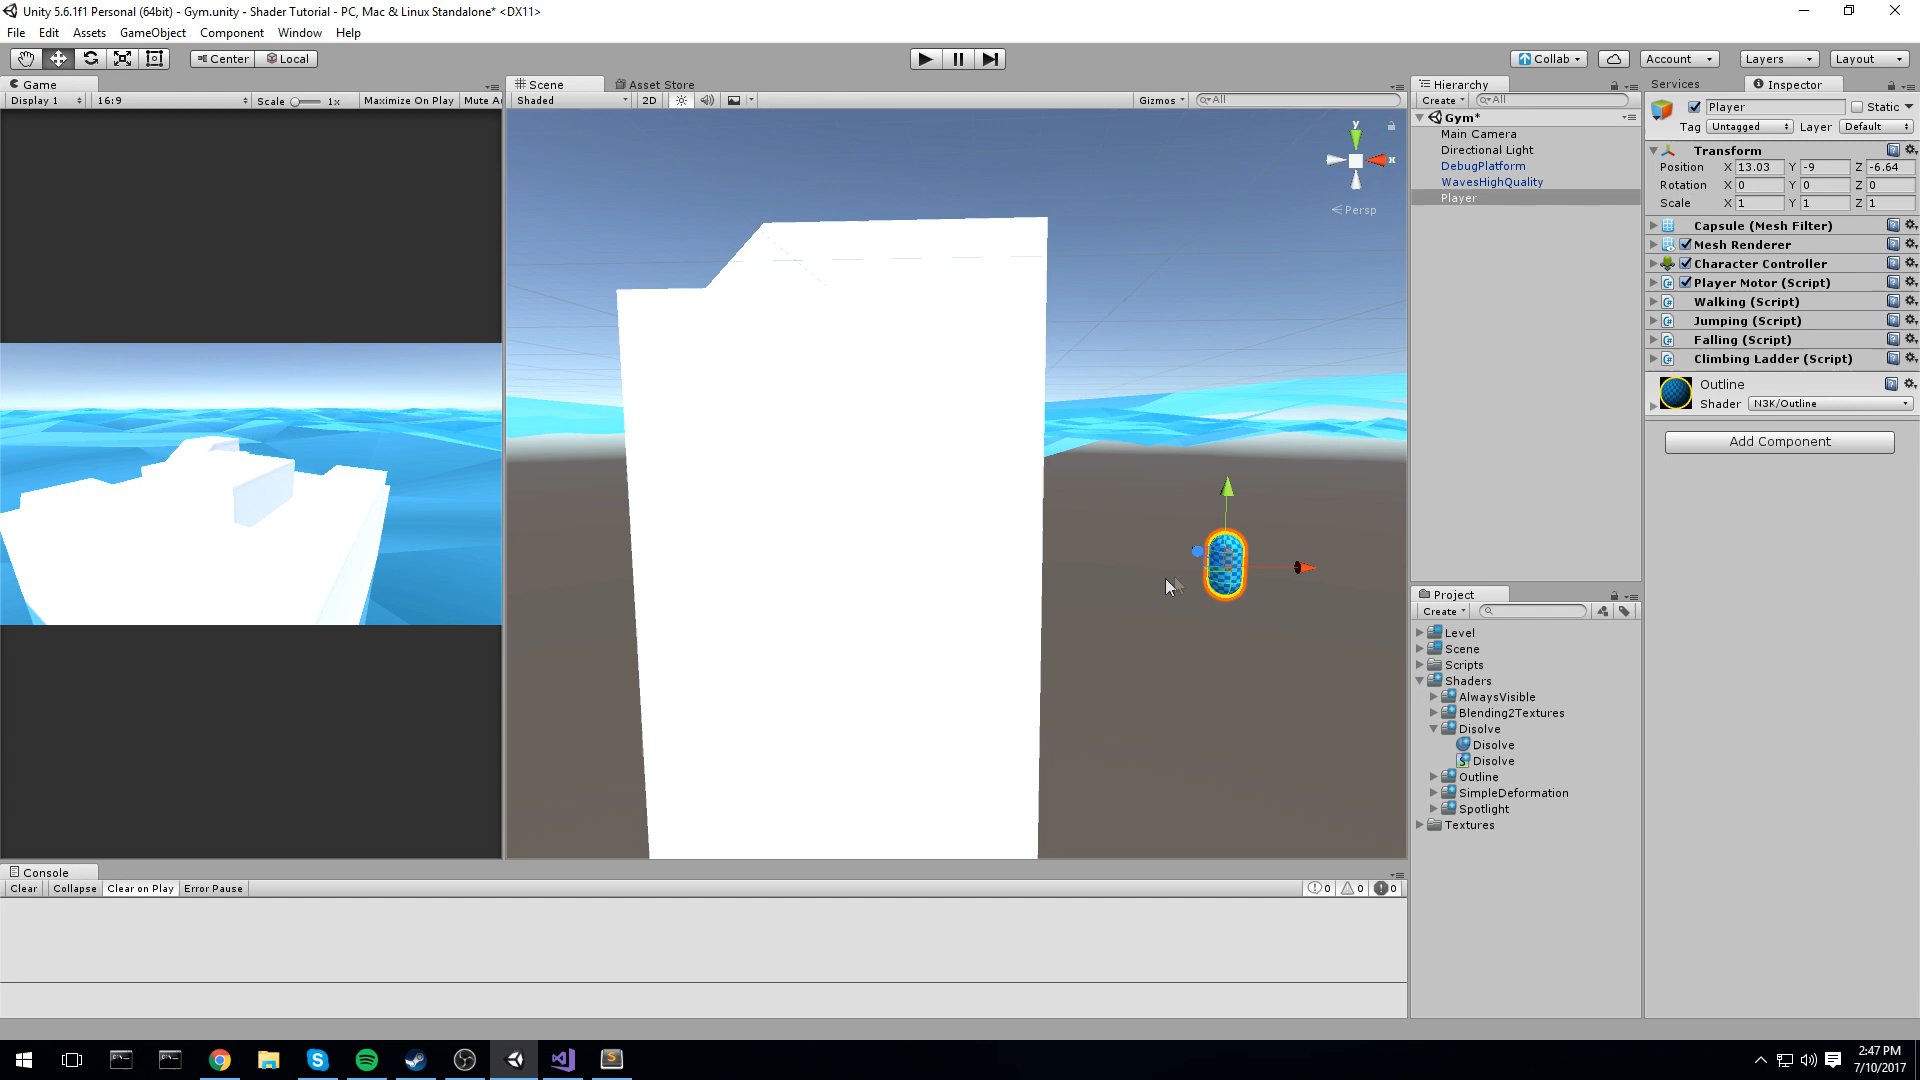 Unity 5.6.1f1 Personal (64bit) - Gym.unity - Shader Tutorial - PC, Mac & Linux Standalone* <DX11>
File Edit Assets GameObject Component Window Help
Center Local Collab Account Layers Layout
Game
Display 1 16:9 Scale 1x Maximize On Play Mute Au
Scene Asset Store
Shaded 2D Gizmos All
y
x
Persp
Hierarchy
Create All
Gym*
Main Camera
Directional Light
DebugPlatform
WavesHighQuality
Player
Services Inspector
Player Static
Tag Untagged Layer Default
Transform
Position X 13.03 Y -9 Z -6.64
Rotation X 0 Y 0 Z 0
Scale X 1 Y 1 Z 1
Capsule (Mesh Filter)
Mesh Renderer
Character Controller
Player Motor (Script)
Walking (Script)
Jumping (Script)
Falling (Script)
Climbing Ladder (Script)
Outline
Shader N3K/Outline
Add Component
Project
Create
Level
Scene
Scripts
Shaders
AlwaysVisible
Blending2Textures
Disolve
Disolve
Disolve
Outline
SimpleDeformation
Spotlight
Textures
Console
Clear Collapse Clear on Play Error Pause 0 0 0
2:47 PM
7/10/2017